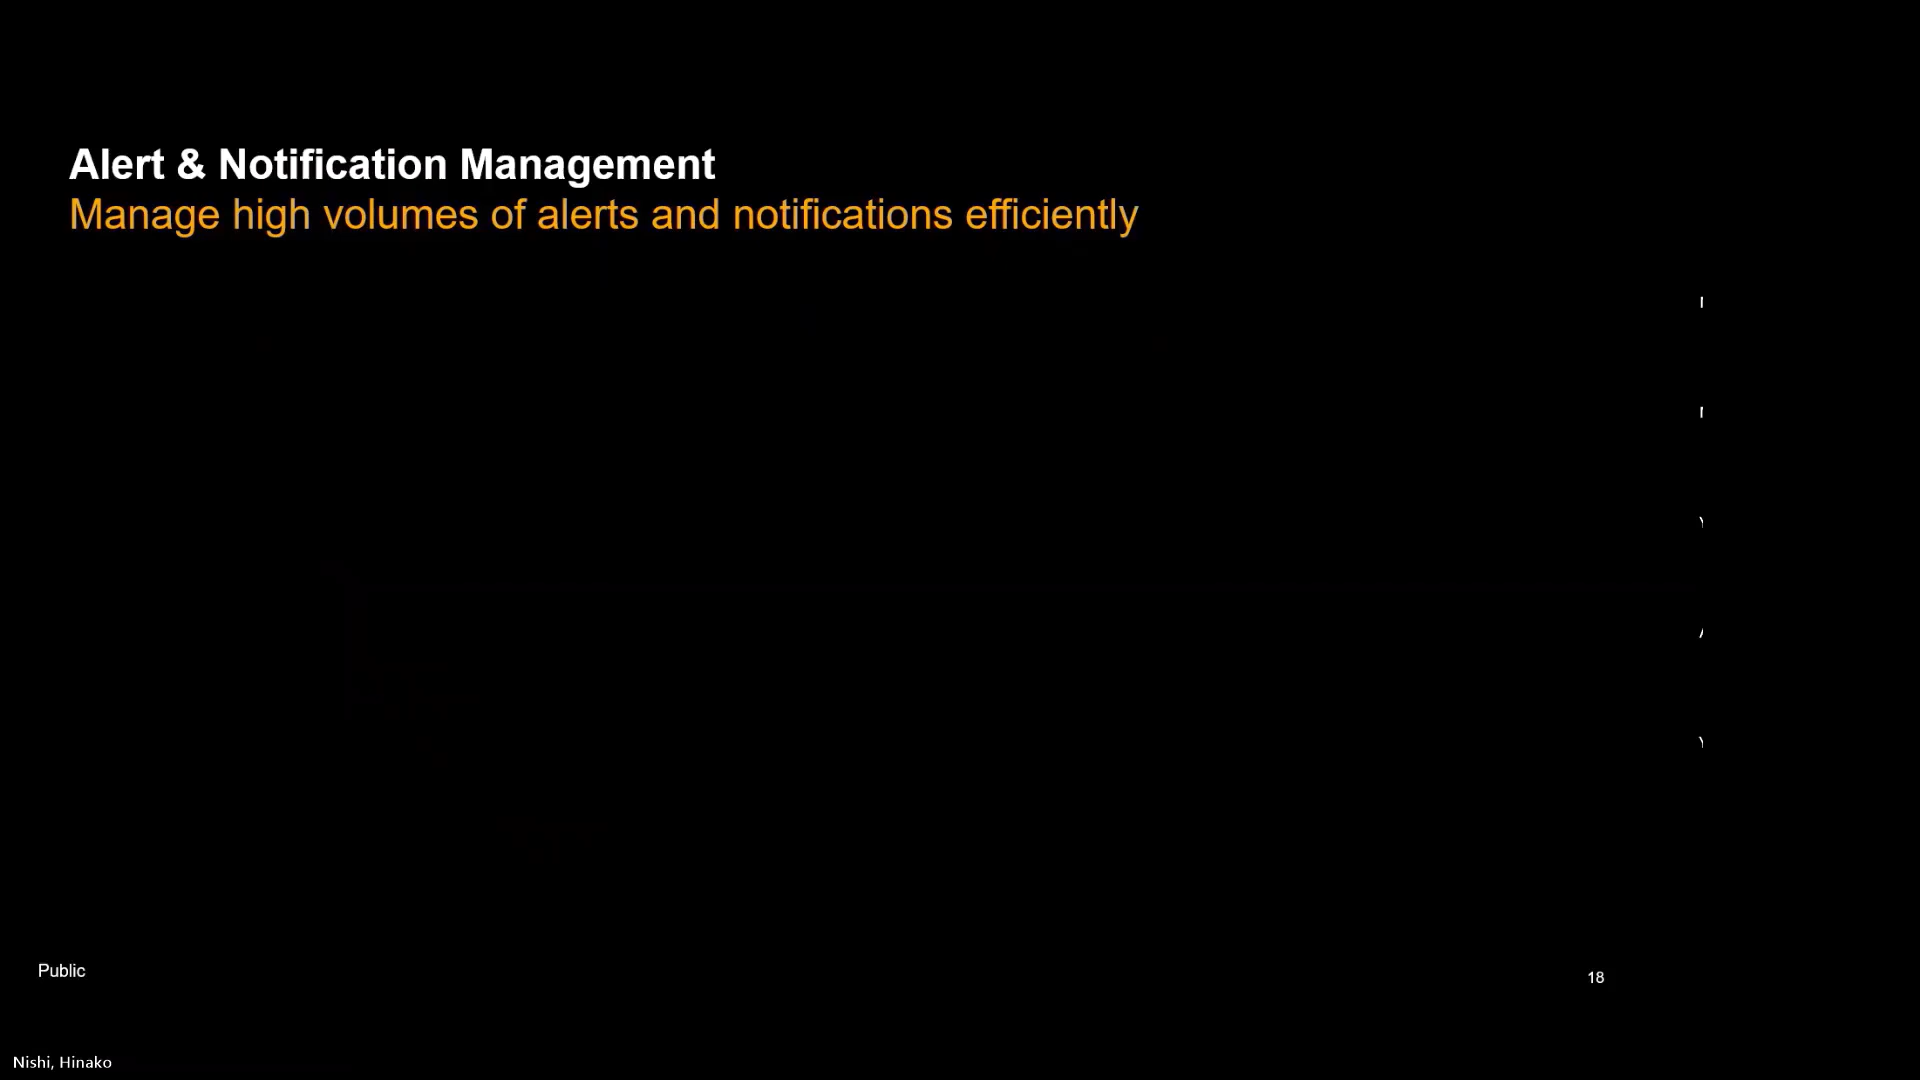 Alert & Notification Management
Manage high volumes of alerts and notifications efficiently
Public
18
Nishi, Hinako